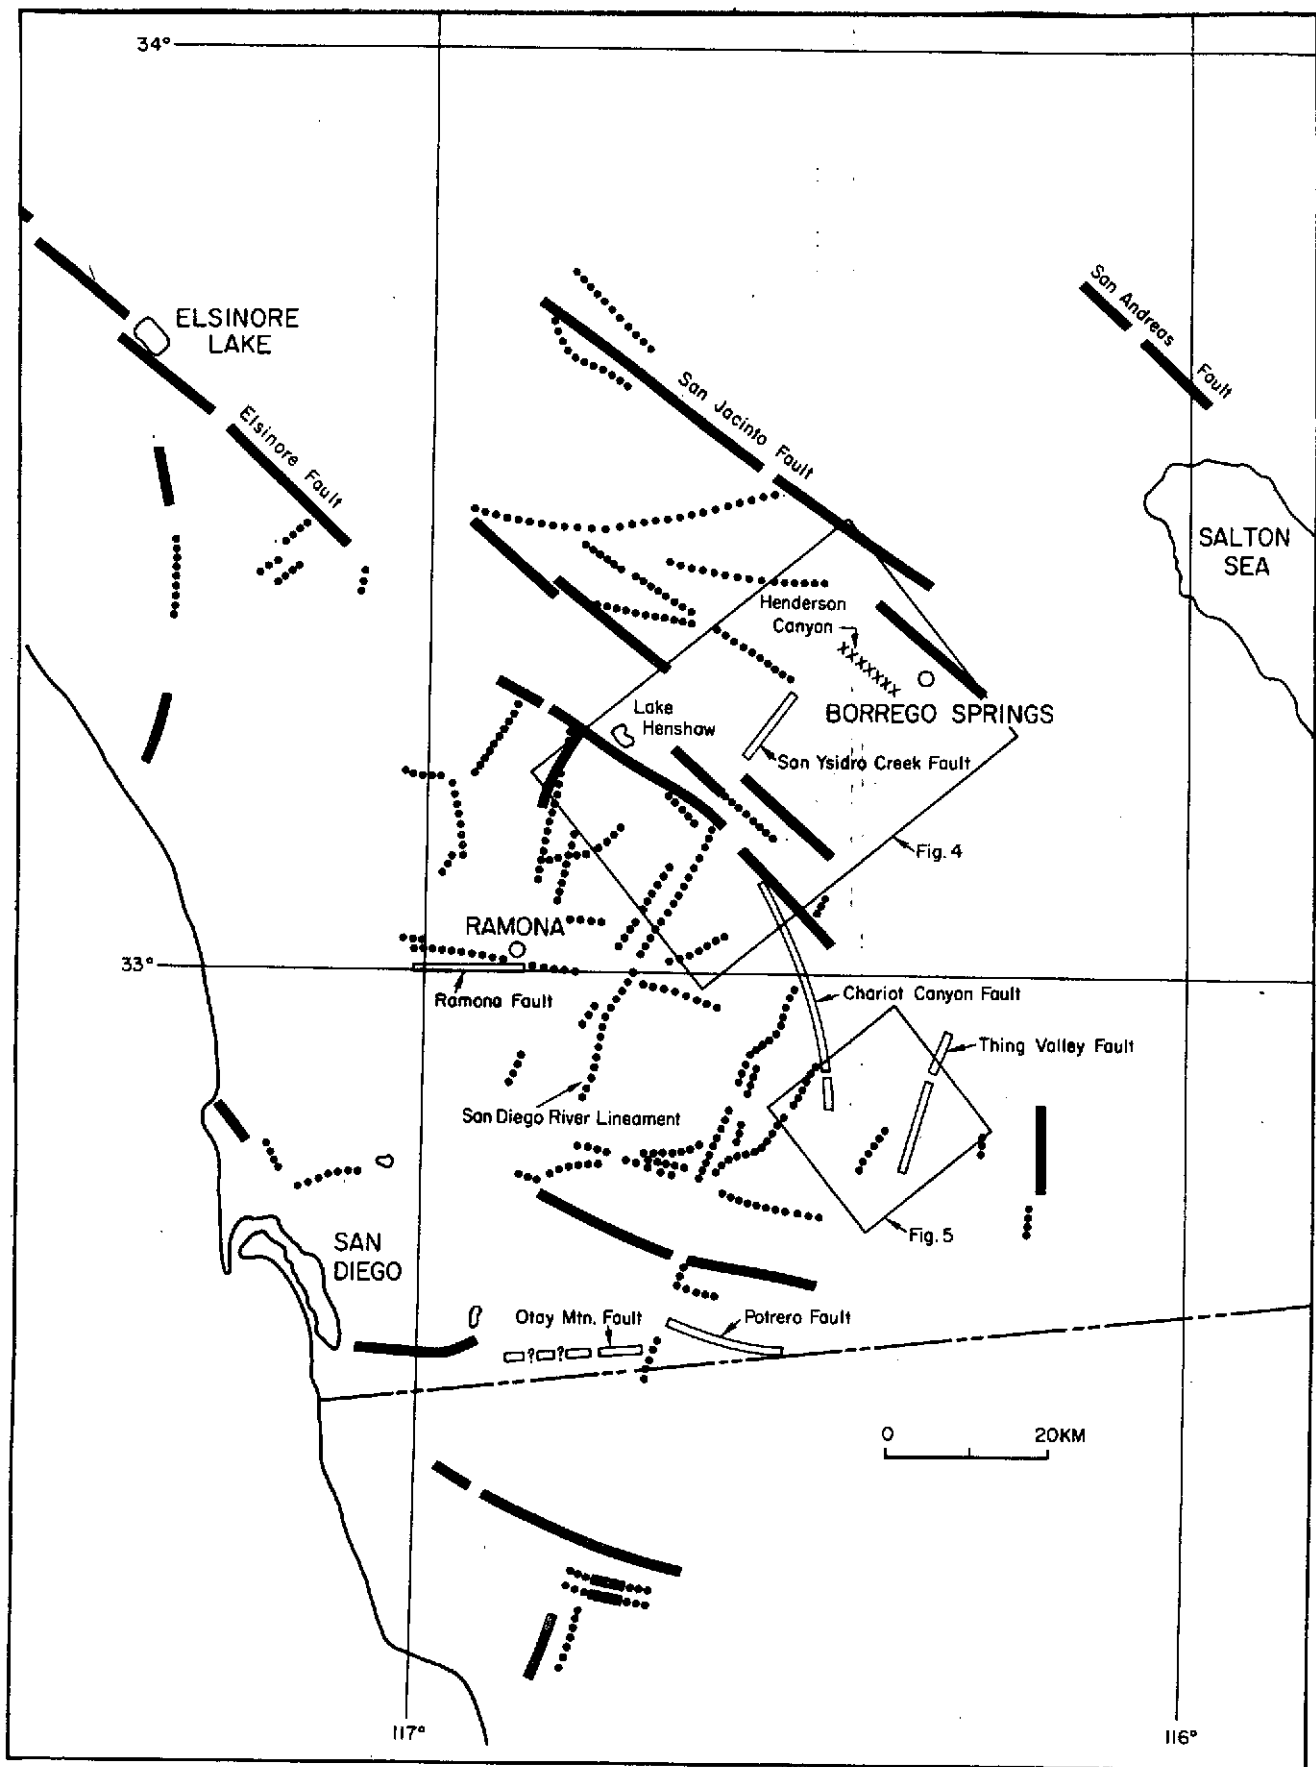 34°
ELSINORE
LAKE
San Andreas Fault
Elsinore Fault
San Jacinto Fault
SALTON
SEA
Henderson
Canyon
xxxxxxx
Lake
Henshaw
BORREGO SPRINGS
San Ysidro Creek Fault
Fig. 4
RAMONA
33°
Ramona Fault
Chariot Canyon Fault
Thing Valley Fault
San Diego River Lineament
Fig. 5
SAN
DIEGO
Otay Mtn. Fault
Potrero Fault
? ?
0 20KM
117°
116°